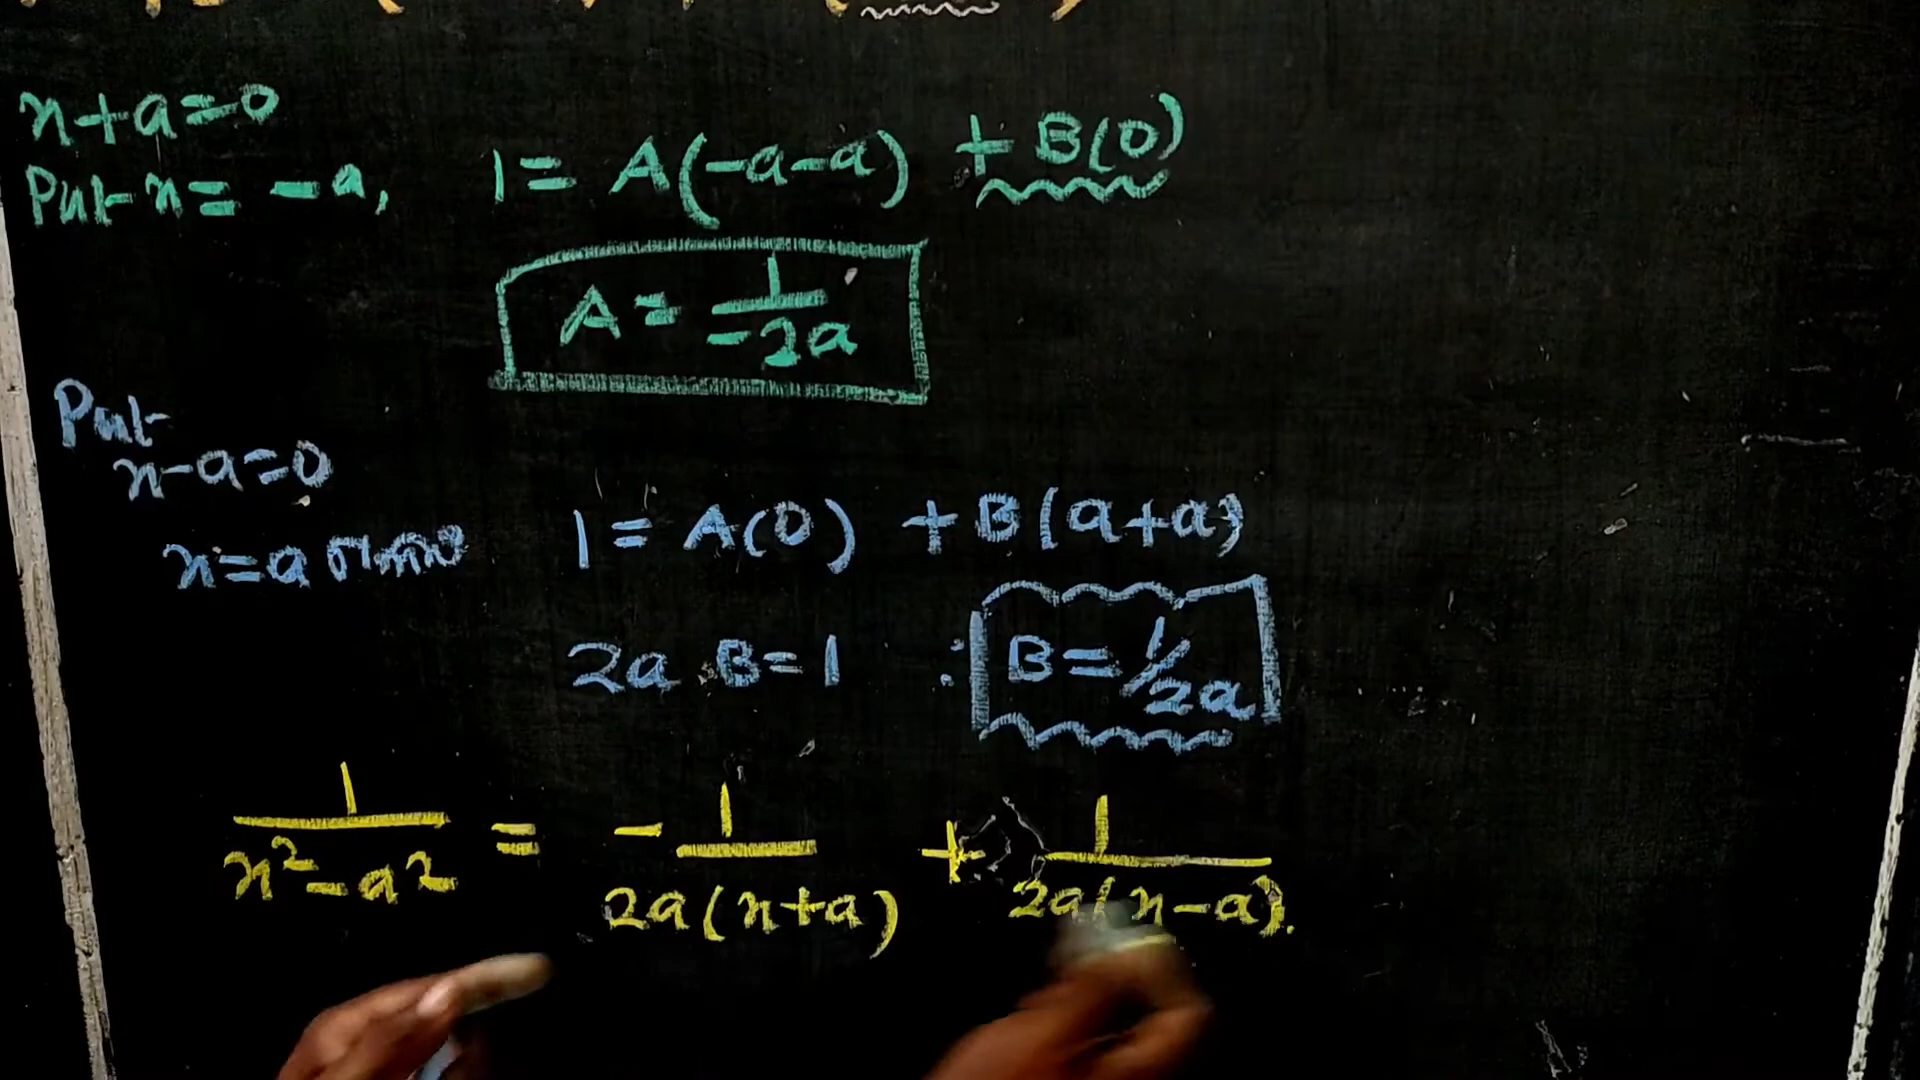 x+a=0
Put x= -a, 1= A(-a-a) + B(0)
A= 1/-2a
Put
x-a=0
x=a 1=A(0) +B(a+a)
2a B=1 ∴ B=1/2a
1/x²-a² = - 1/2a(x+a) + 1/2a(x-a).